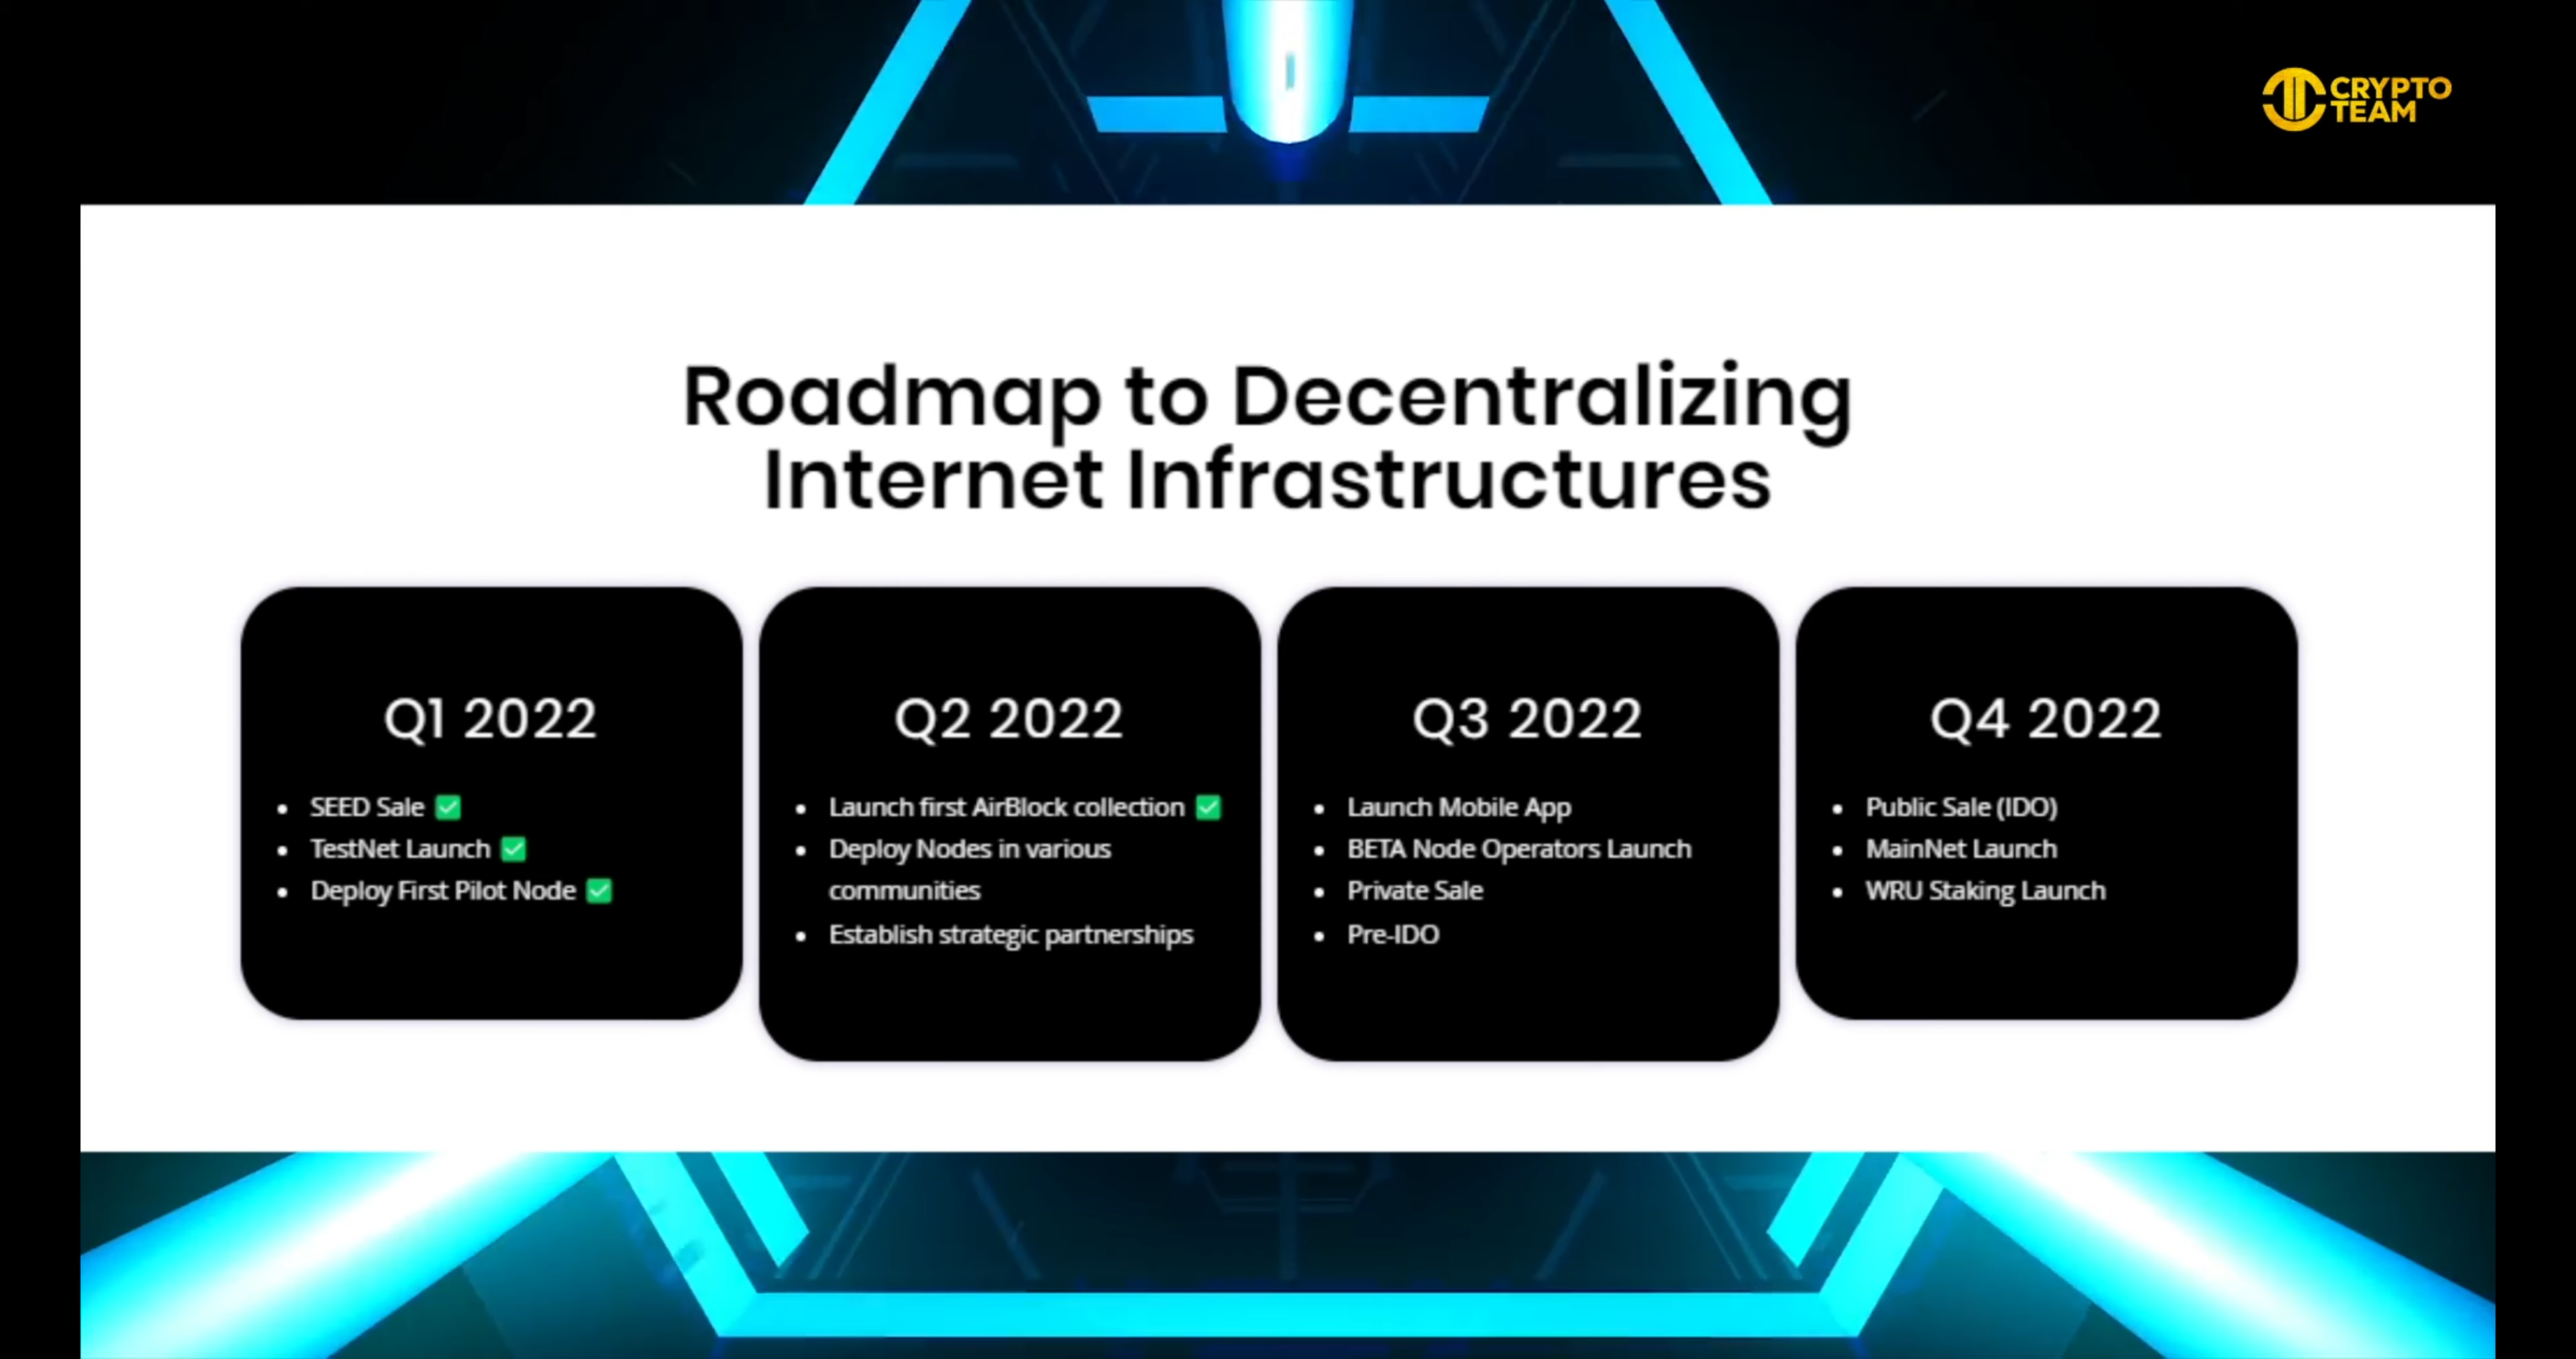 CRYPTO
TEAM
Roadmap to Decentralizing
Internet Infrastructures
Q1 2022
SEED Sale ✅
TestNet Launch ✅
Deploy First Pilot Node ✅
Q2 2022
Launch first AirBlock collection ✅
Deploy Nodes in various
communities
Establish strategic partnerships
Q3 2022
Launch Mobile App
BETA Node Operators Launch
Private Sale
Pre-IDO
Q4 2022
Public Sale (IDO)
MainNet Launch
WRU Staking Launch